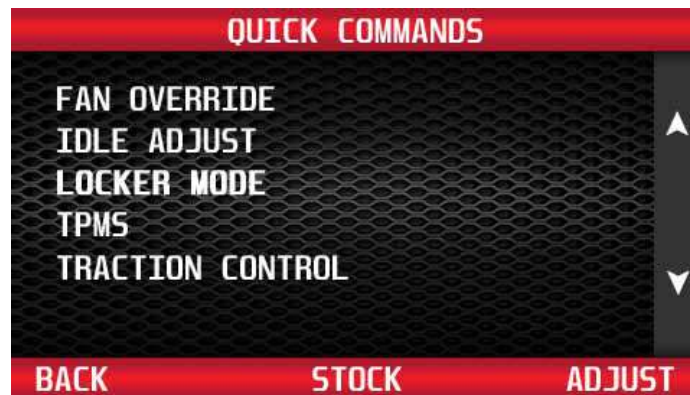 QUICK COMMANDS
FAN OVERRIDE
IDLE ADJUST
LOCKER MODE
TPMS
TRACTION CONTROL
BACK STOCK ADJUST